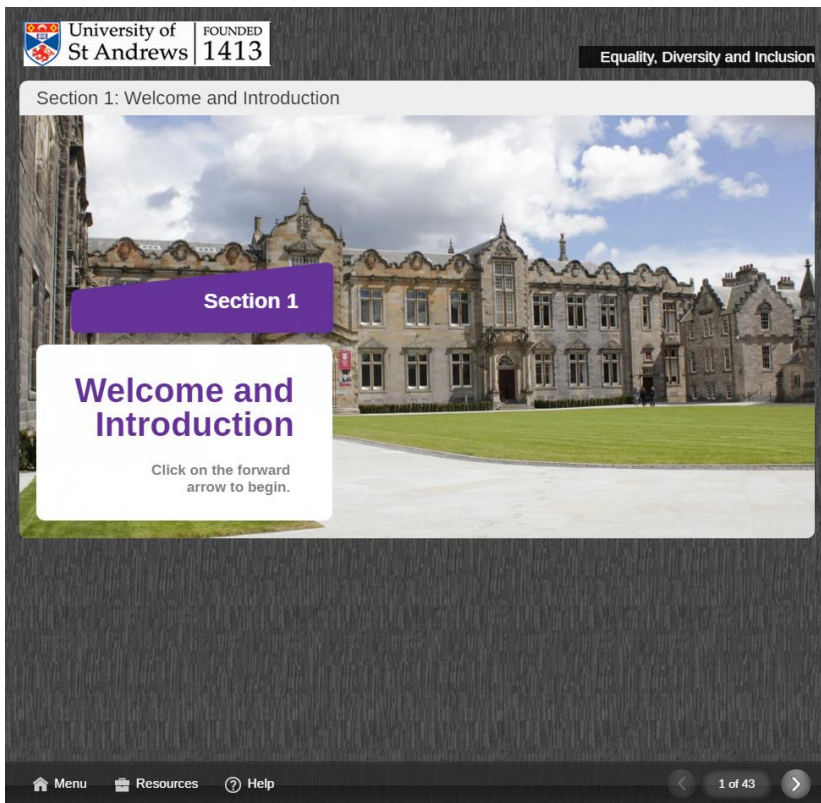 University of
St Andrews
FOUNDED
1413
Equality, Diversity and Inclusion
Section 1: Welcome and Introduction
Section 1
Welcome and
Introduction
Click on the forward
arrow to begin.
Menu
Resources
Help
1 of 43